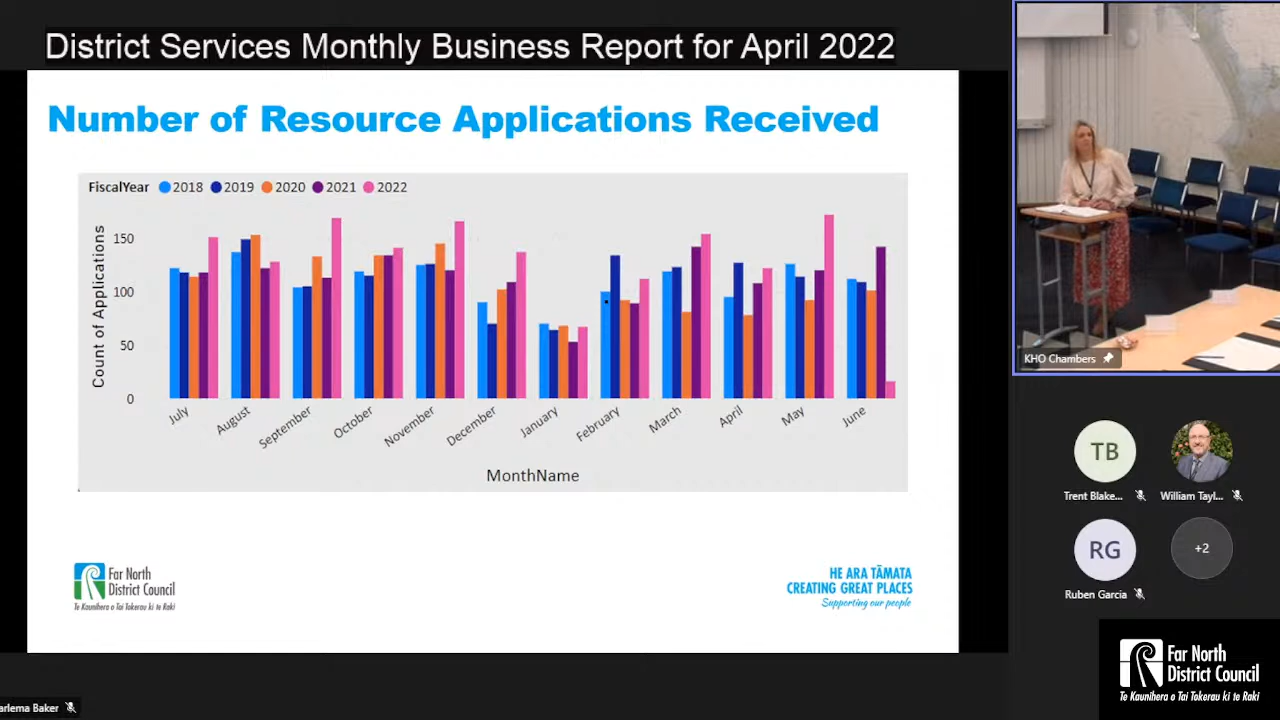 District Services Monthly Business Report for April 2022
Number of Resource Applications Received
FiscalYear 2018 2019 2020 2021 2022
Count of Applications
150
100
50
0
July
August
September
October
November
December
January
February
March
April
May
June
MonthName
Far North
District Council
Te Kaunihera o Tai Tokerau ki te Raki
HE ARA TĀMATA
CREATING GREAT PLACES
Supporting our people
KHO Chambers
TB
Trent Blake...
William Tayl...
RG
Ruben Garcia
+2
Far North
District Council
Te Kaunihera o Tai Tokerau ki te Raki
arlema Baker